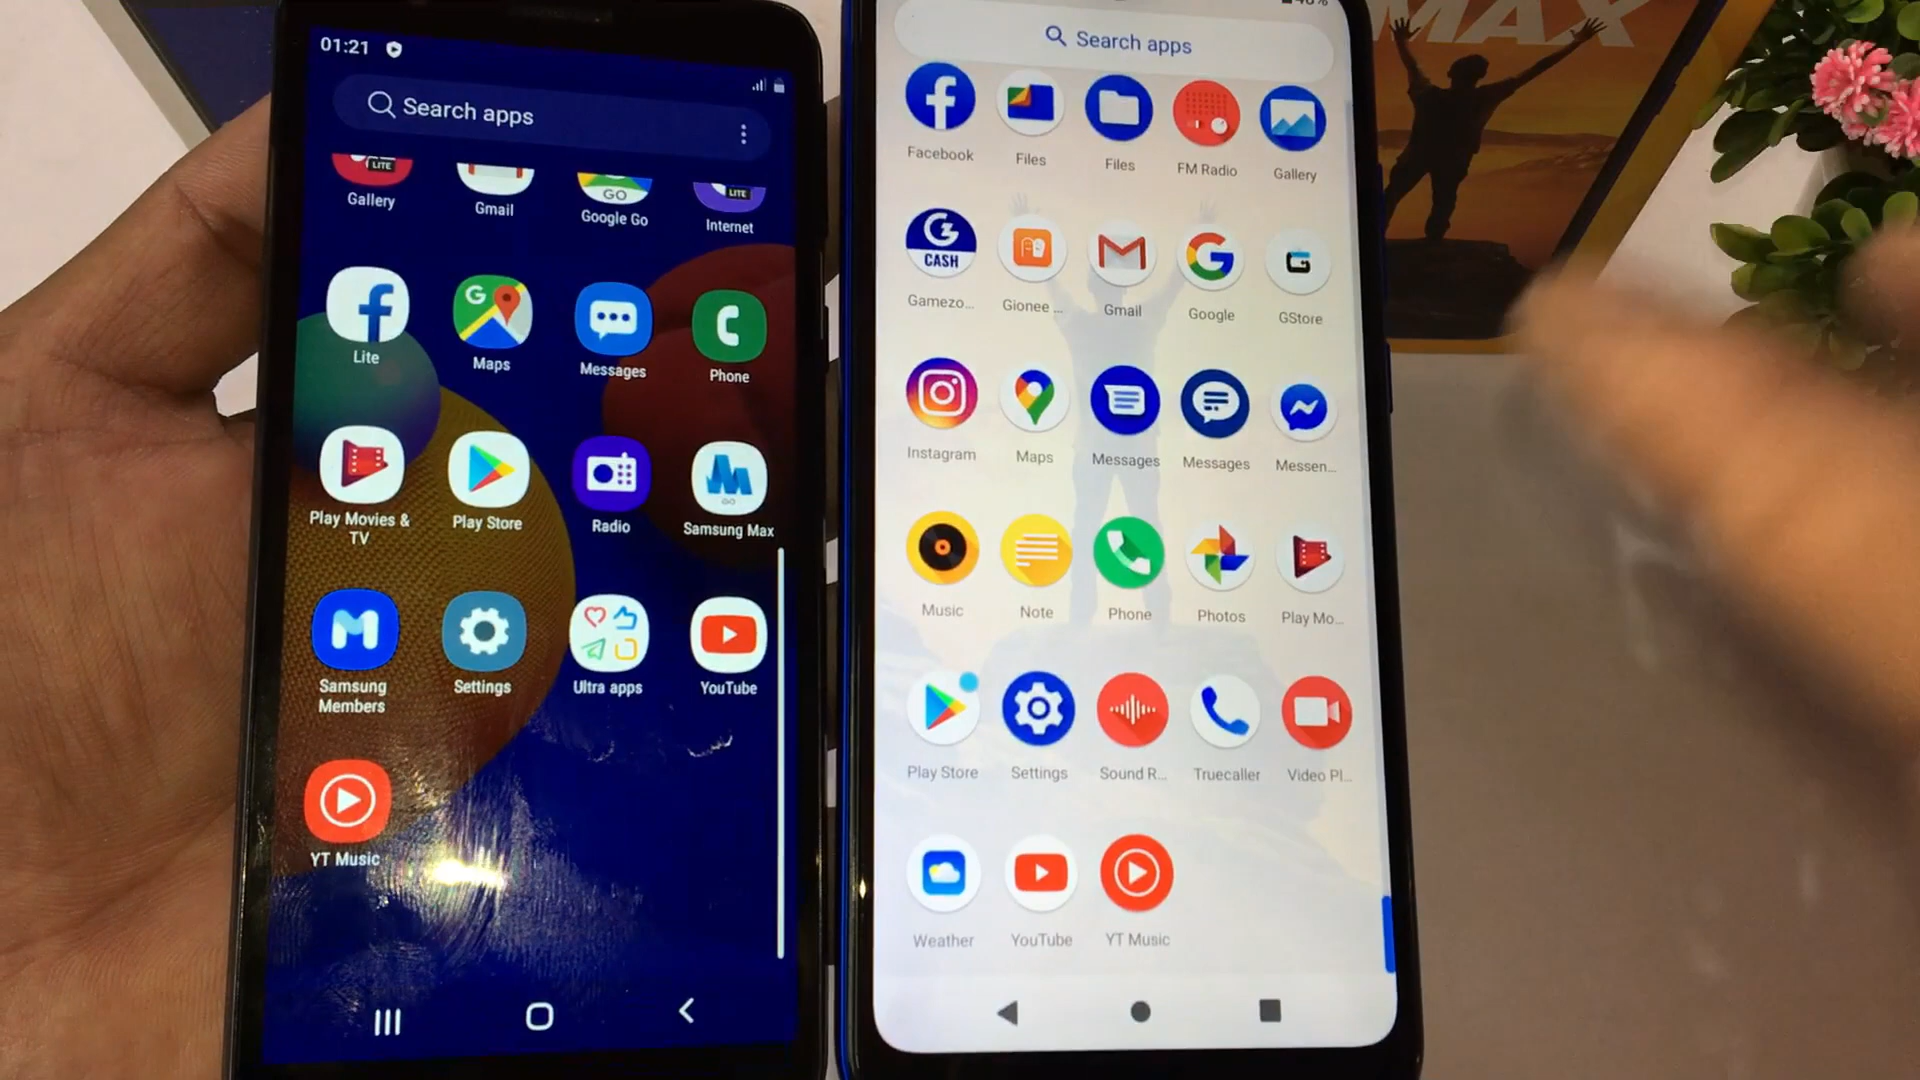 01:21
Search apps
LITE
GO
LITE
Gallery
Gmail
Google Go
Internet
Lite
Maps
Messages
Phone
Play Movies &
TV
Play Store
Radio
GO
Samsung Max
Samsung
Members
Settings
Ultra apps
YouTube
YT Music
MAX
Search apps
Facebook
Files
Files
FM Radio
Gallery
CASH
Gamezo...
Gionee ...
Gmail
Google
GStore
Instagram
Maps
Messages
Messages
Messen...
Music
Note
Phone
Photos
Play Mo...
Play Store
Settings
Sound R...
Truecaller
Video Pl...
Weather
YouTube
YT Music